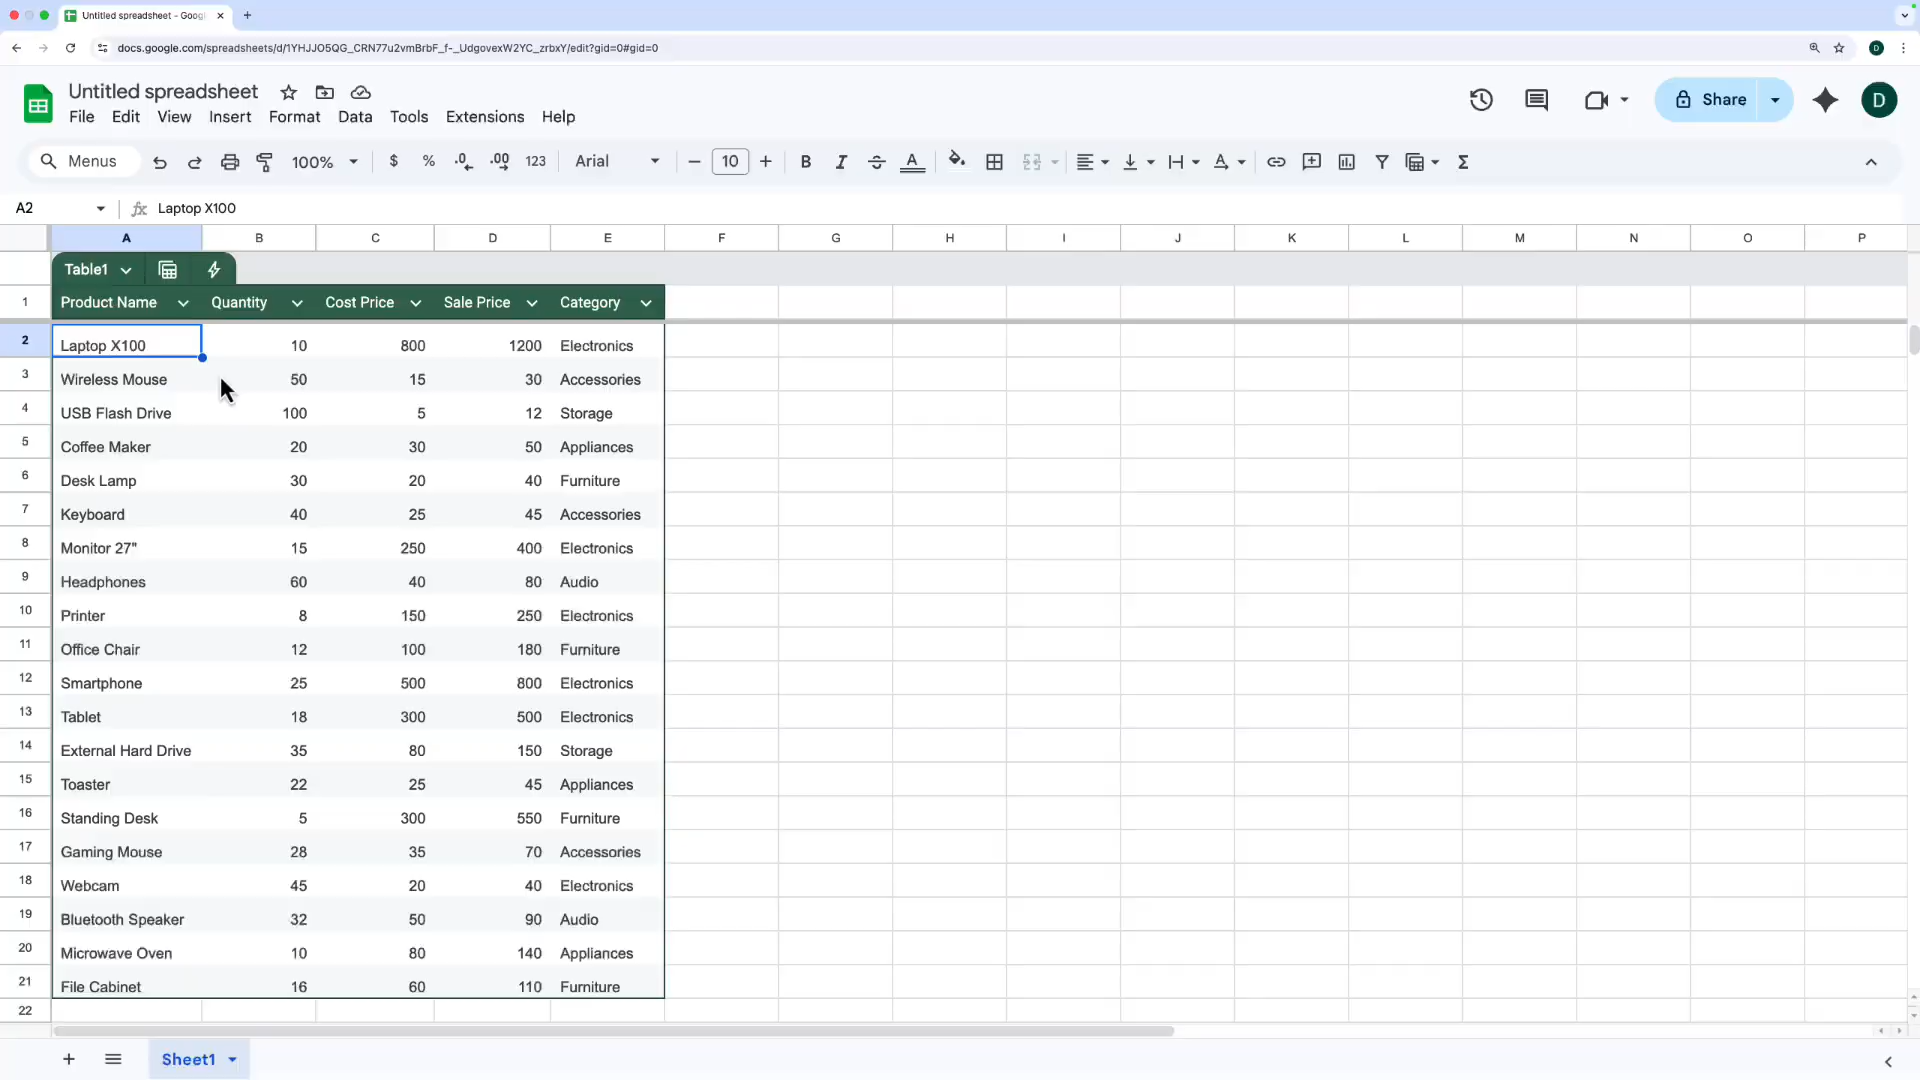 Untitled spreadsheet - Goog
docs.google.com/spreadsheets/d/1YHJJO5QG_CRN77u2vmBrbF_f-_UdgovexW2YC_zrbxY/edit?gid=0#gid=0
D
Untitled spreadsheet
File Edit View Insert Format Data Tools Extensions Help
Share
D
Menus 100% $ % .0 .00 123 Arial 10 B I A Σ
A2 fx Laptop X100
A B C D E F G H I J K L M N O P
Table1
1 Product Name Quantity Cost Price Sale Price Category
2 Laptop X100 10 800 1200 Electronics
3 Wireless Mouse 50 15 30 Accessories
4 USB Flash Drive 100 5 12 Storage
5 Coffee Maker 20 30 50 Appliances
6 Desk Lamp 30 20 40 Furniture
7 Keyboard 40 25 45 Accessories
8 Monitor 27" 15 250 400 Electronics
9 Headphones 60 40 80 Audio
10 Printer 8 150 250 Electronics
11 Office Chair 12 100 180 Furniture
12 Smartphone 25 500 800 Electronics
13 Tablet 18 300 500 Electronics
14 External Hard Drive 35 80 150 Storage
15 Toaster 22 25 45 Appliances
16 Standing Desk 5 300 550 Furniture
17 Gaming Mouse 28 35 70 Accessories
18 Webcam 45 20 40 Electronics
19 Bluetooth Speaker 32 50 90 Audio
20 Microwave Oven 10 80 140 Appliances
21 File Cabinet 16 60 110 Furniture
22
Sheet1